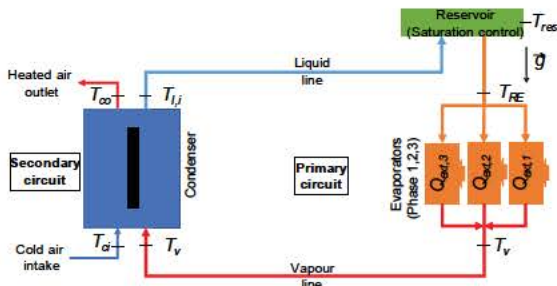 Reservoir
(Saturation control)
T_res
g
Heated air
outlet
T_co
T_l,i
Liquid
line
T_RE
Secondary
circuit
Condenser
Primary
circuit
Evaporators
(Phase 1,2,3)
Q_ext,3
Q_ext,2
Q_ext,1
Cold air
intake
T_ci
T_v
T_v
Vapour
line